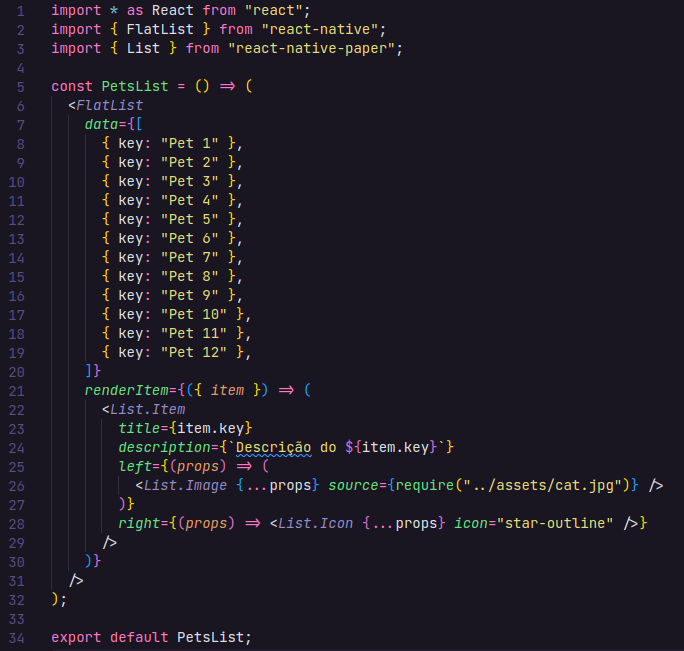 1 import * as React from "react";
2 import { FlatList } from "react-native";
3 import { List } from "react-native-paper";
4
5 const PetsList = () => (
6   <FlatList
7     data={[
8       { key: "Pet 1" },
9       { key: "Pet 2" },
10       { key: "Pet 3" },
11       { key: "Pet 4" },
12       { key: "Pet 5" },
13       { key: "Pet 6" },
14       { key: "Pet 7" },
15       { key: "Pet 8" },
16       { key: "Pet 9" },
17       { key: "Pet 10" },
18       { key: "Pet 11" },
19       { key: "Pet 12" },
20     ]}
21     renderItem={({ item }) => (
22       <List.Item
23         title={item.key}
24         description={`Descrição do ${item.key}`}
25         left={(props) => (
26           <List.Image {...props} source={require("../assets/cat.jpg")} />
27         )}
28         right={(props) => <List.Icon {...props} icon="star-outline" />}
29       />
30     )}
31   />
32 );
33
34 export default PetsList;